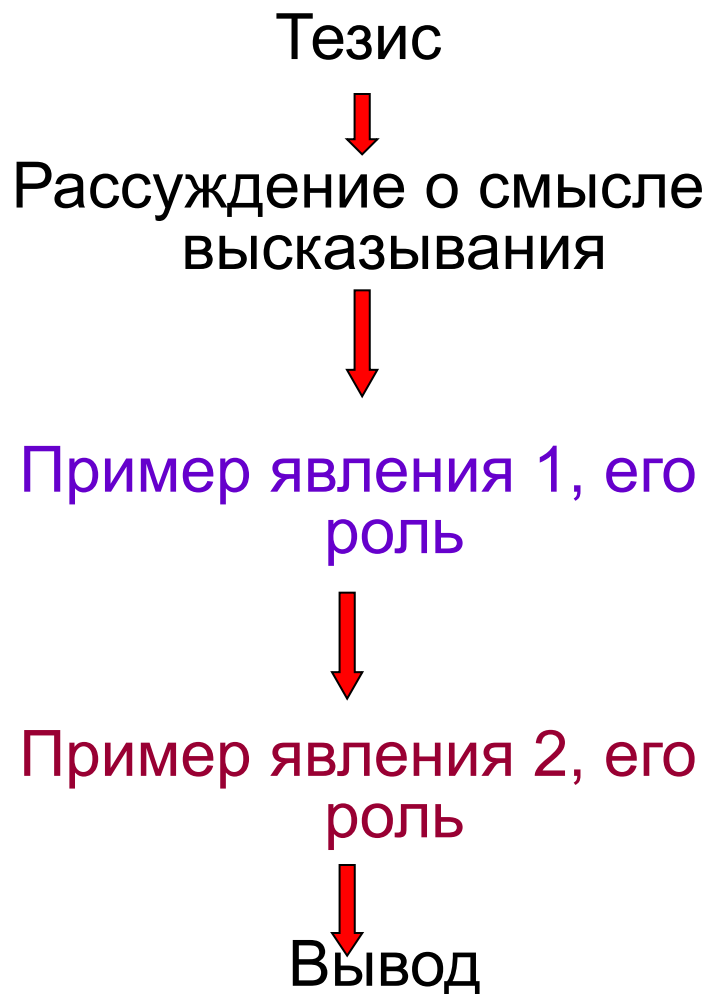 Тезис
Рассуждение о смысле
высказывания
Пример явления 1, его
роль
Пример явления 2, его
роль
Вывод